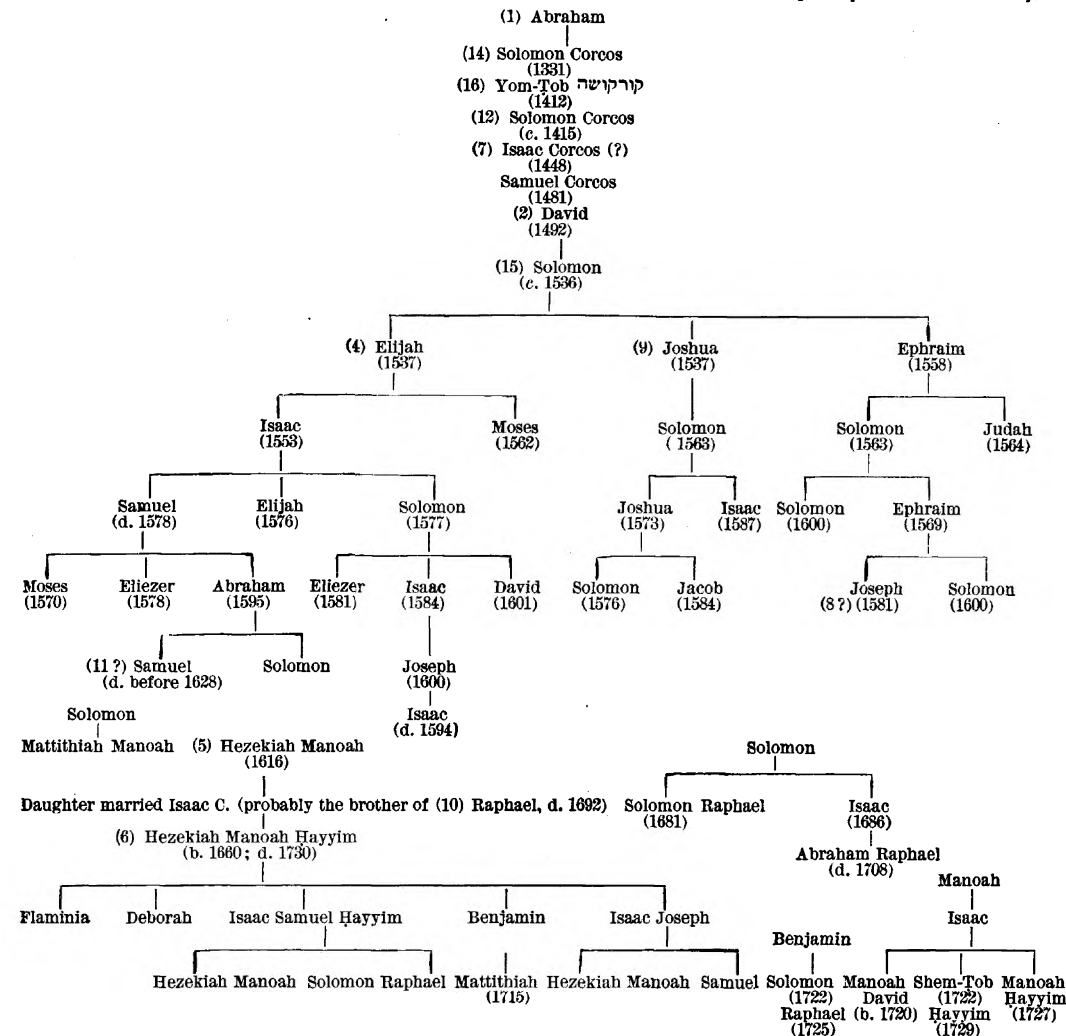 (1) Abraham
(14) Solomon Corcos
(1331)
(16) Yom-Ṭob קורקושה
(1412)
(12) Solomon Corcos
(c. 1415)
(7) Isaac Corcos (?)
(1448)
Samuel Corcos
(1481)
(2) David
(1492)
(15) Solomon
(c. 1536)
(4) Elijah (9) Joshua Ephraim
(1537) (1537) (1558)
Isaac Moses Solomon Solomon Judah
(1553) (1562) (1563) (1563) (1564)
Samuel Elijah Solomon Joshua Isaac Solomon Ephraim
(d. 1578) (1576) (1577) (1573) (1587) (1600) (1569)
Moses Eliezer Abraham Eliezer Isaac David Solomon Jacob Joseph Solomon
(1570) (1578) (1595) (1581) (1584) (1601) (1576) (1584) (8 ?) (1581) (1600)
(11 ?) Samuel Solomon Joseph
(d. before 1628) (1600)
Solomon Isaac
(d. 1594)
Mattithiah Manoah (5) Hezekiah Manoah Solomon
(1616)
Daughter married Isaac C. (probably the brother of (10) Raphael, d. 1692) Solomon Raphael Isaac
(1681) (1686)
(6) Hezekiah Manoah Ḥayyim Abraham Raphael
(b. 1660; d. 1730) (d. 1708)
Manoah
Flaminia Deborah Isaac Samuel Ḥayyim Benjamin Isaac Joseph Isaac
Benjamin
Hezekiah Manoah Solomon Raphael Mattithiah Hezekiah Manoah Samuel Solomon Manoah Shem-Ṭob Manoah
(1715) (1722) David (1722) Ḥayyim
Raphael (b. 1720) Ḥayyim (1727)
(1725) (1729)